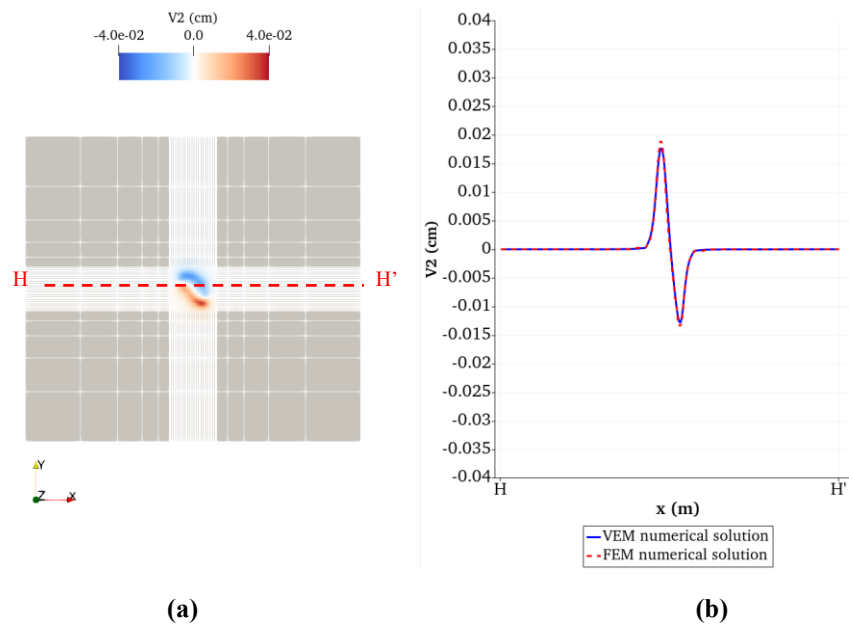 V2 (cm)
-4.0e-02 0.0 4.0e-02
H H'
Y
Z X
(a)
0.04
0.035
0.03
0.025
0.02
0.015
0.01
0.005
0
-0.005
-0.01
-0.015
-0.02
-0.025
-0.03
-0.035
-0.04
V2 (cm)
H H'
x (m)
VEM numerical solution
FEM numerical solution
(b)